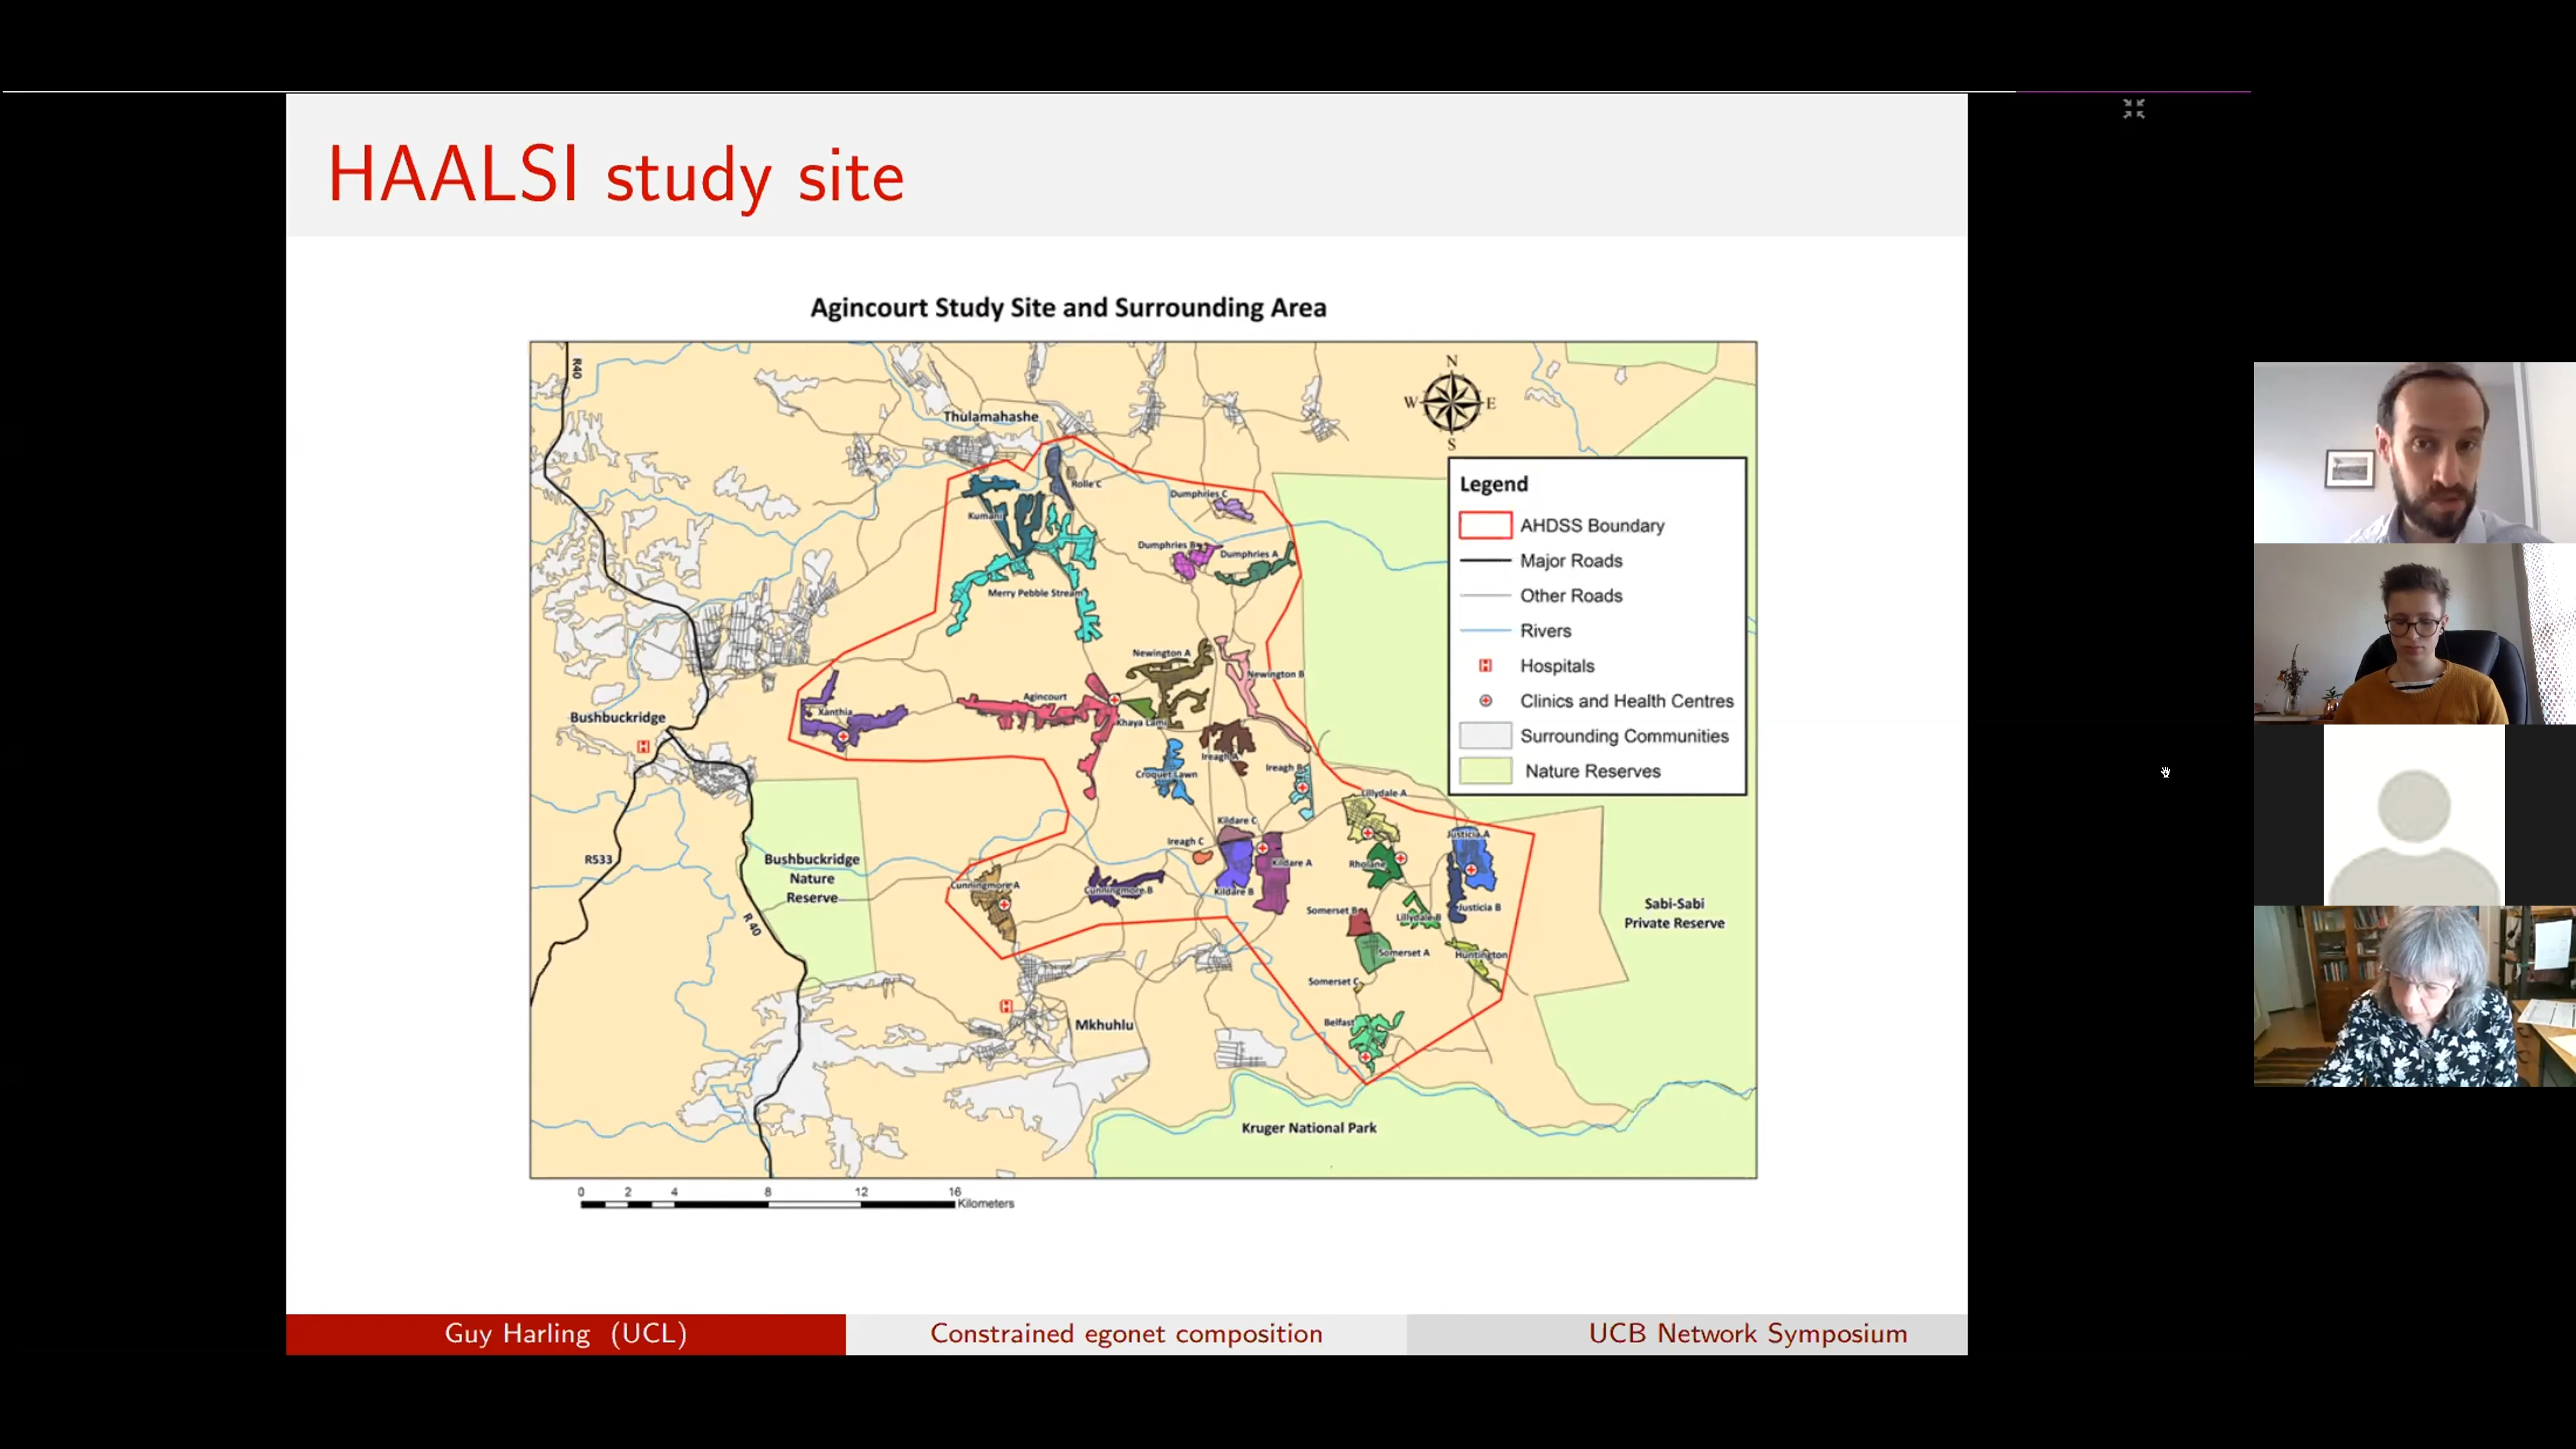 HAALSI study site
Agincourt Study Site and Surrounding Area
R40
N
W
E
S
Thulamahashe
Rolle C
Dumphries C
Kumani
Dumphries B
Dumphries A
Merry Pebble Stream
Newington A
Newington B
Agincourt
Xanthia
Khaya Lami
Bushbuckridge
Ireagh A
Ireagh B
Croquet Lawn
Lillydale A
Kildare C
Justicia A
Ireagh C
R533
Bushbuckridge
Nature
Reserve
Kildare A
Rholane
Cunningmore A
Cunningmore B
Kildare B
Justicia B
Somerset B
Lillydale B
R 40
Sabi-Sabi
Private Reserve
Somerset A
Huntington
Somerset C
Belfast
Mkhuhlu
Kruger National Park
Legend
AHDSS Boundary
Major Roads
Other Roads
Rivers
H Hospitals
Clinics and Health Centres
Surrounding Communities
Nature Reserves
H
H
0 2 4 8 12 16
Kilometers
Guy Harling (UCL)
Constrained egonet composition
UCB Network Symposium